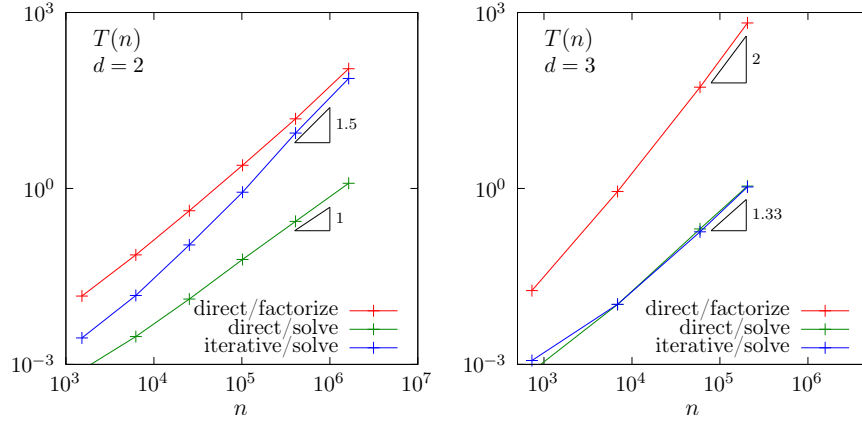 T(n)
d = 2
10^3
10^0
10^−3
1.5
1
direct/factorize
direct/solve
iterative/solve
10^3 10^4 10^5 10^6 10^7
n
T(n)
d = 3
10^3
10^0
10^−3
2
1.33
direct/factorize
direct/solve
iterative/solve
10^3 10^4 10^5 10^6
n